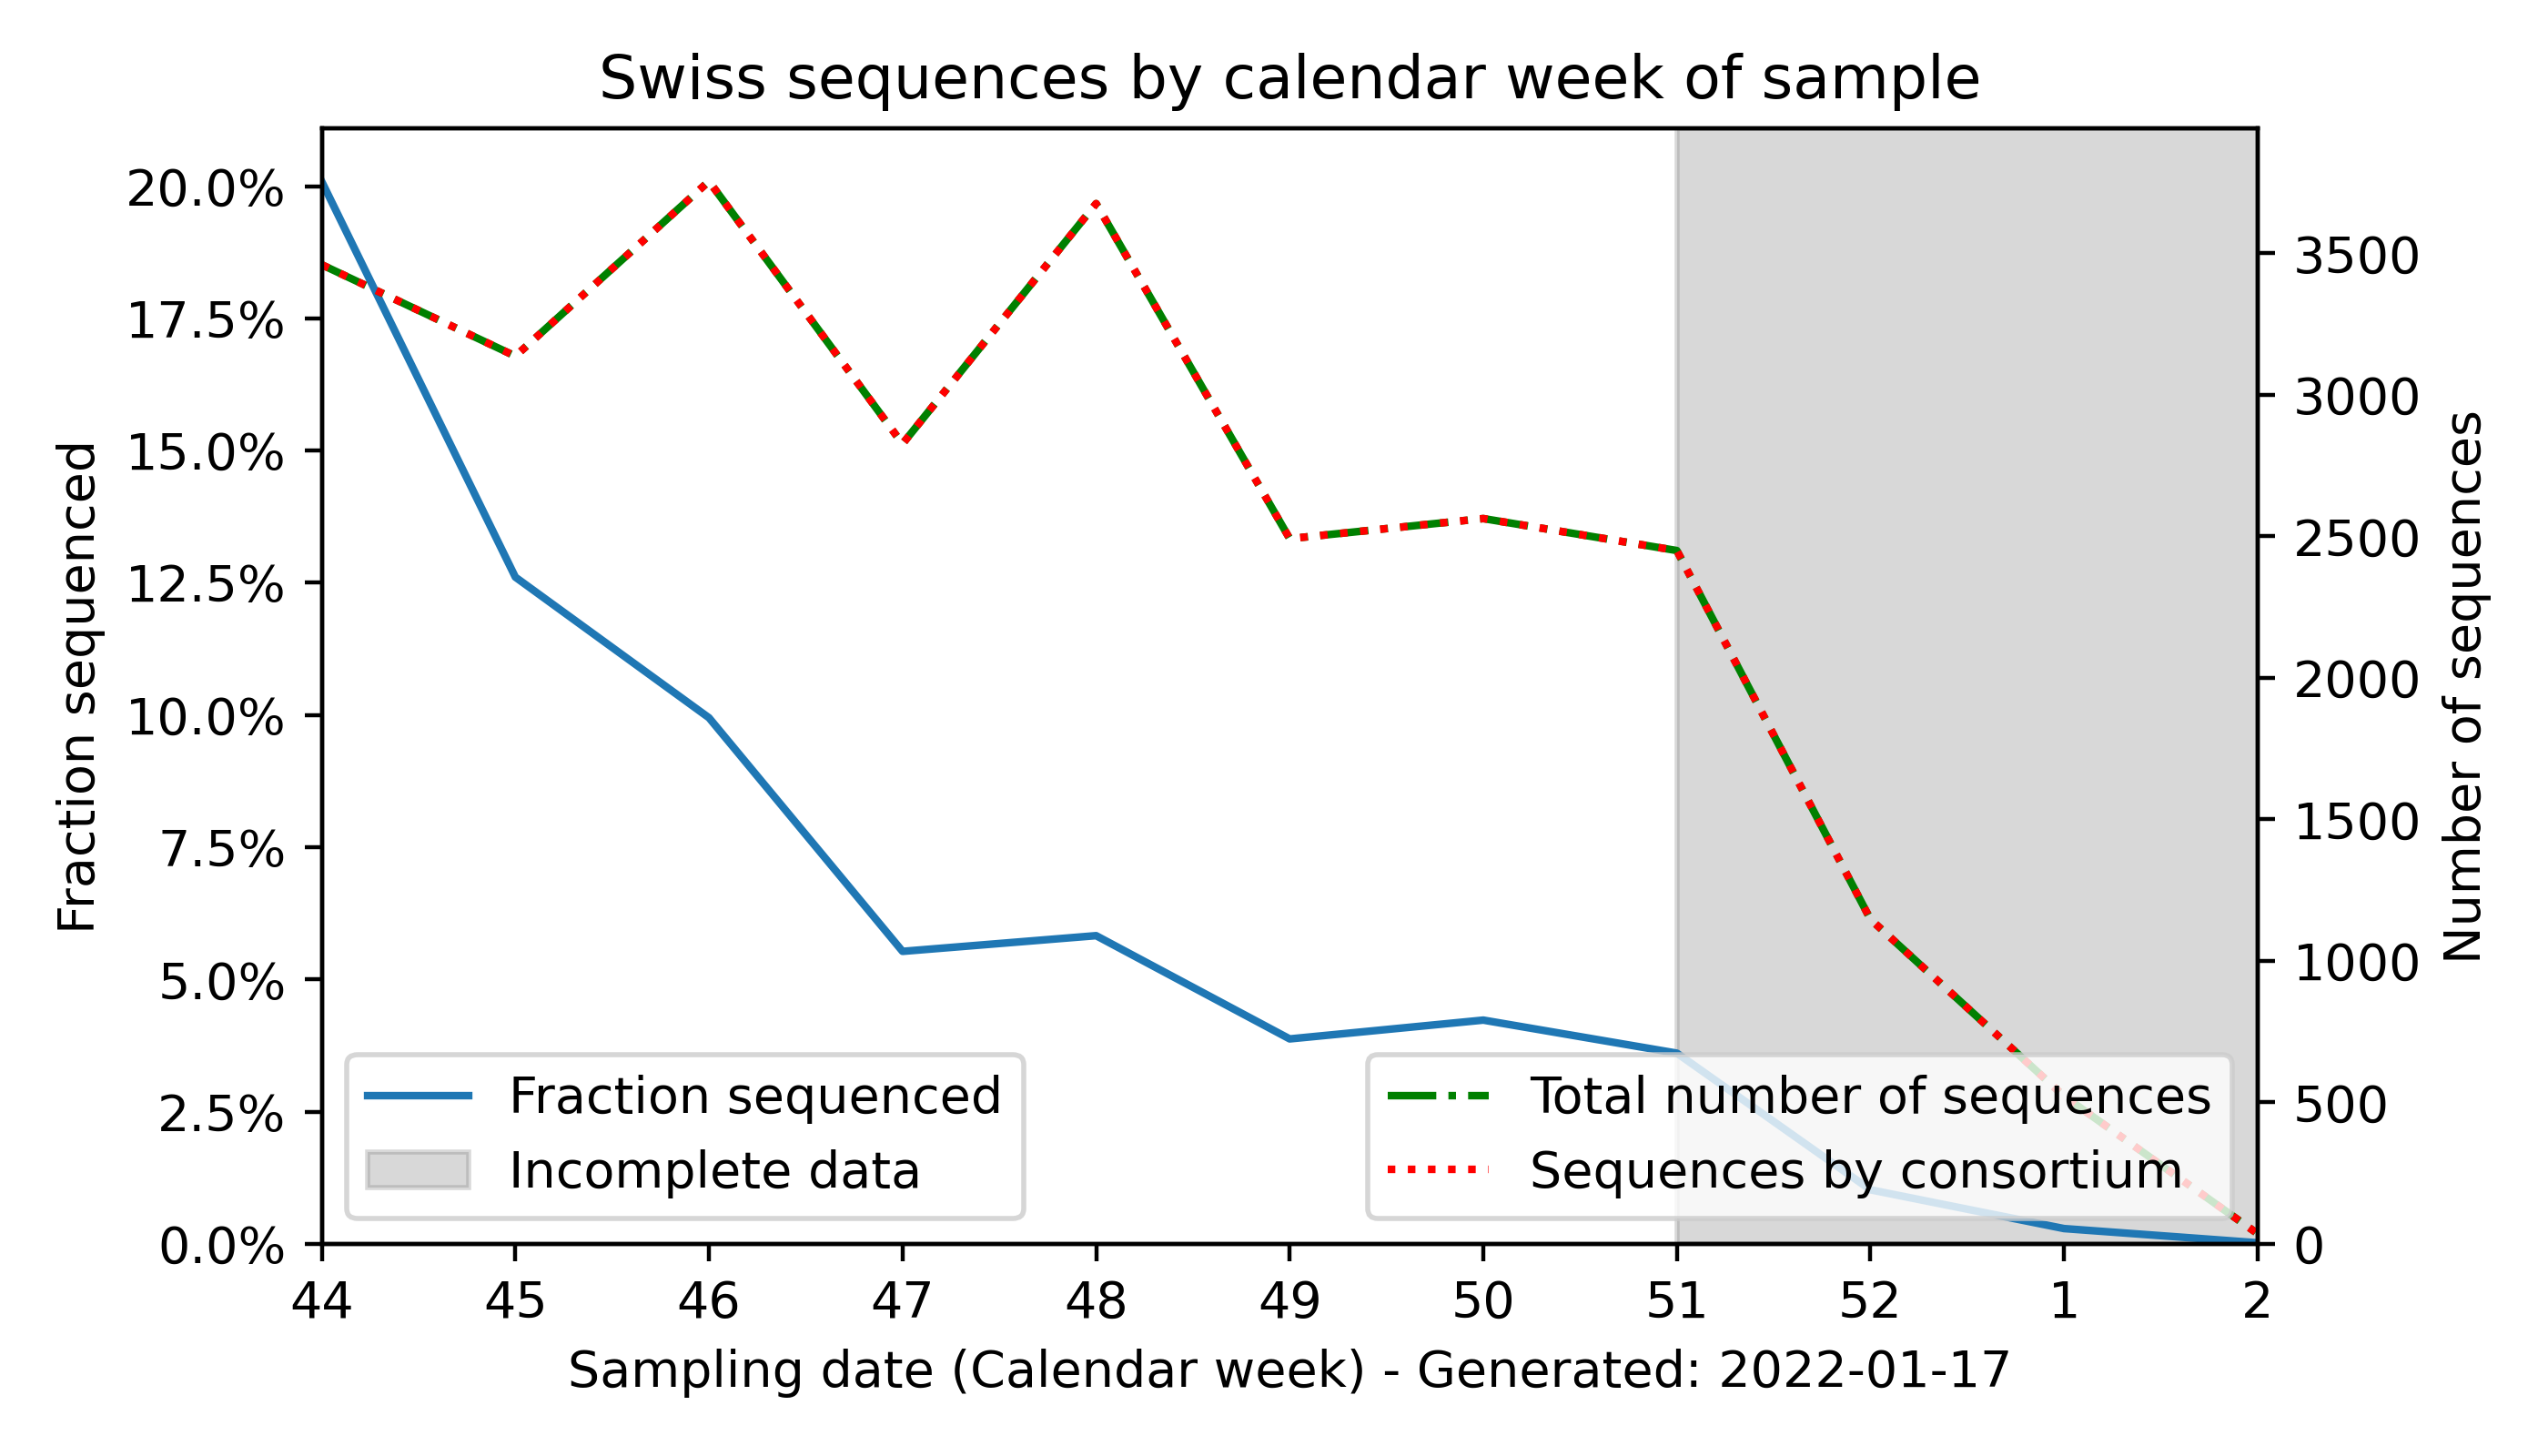 Swiss sequences by calendar week of sample
20.0%
17.5%
15.0%
12.5%
10.0%
7.5%
5.0%
2.5%
0.0%
Fraction sequenced
3500
3000
2500
2000
1500
1000
500
0
Number of sequences
Fraction sequenced
Incomplete data
Total number of sequences
Sequences by consortium
44 45 46 47 48 49 50 51 52 1 2
Sampling date (Calendar week) - Generated: 2022-01-17